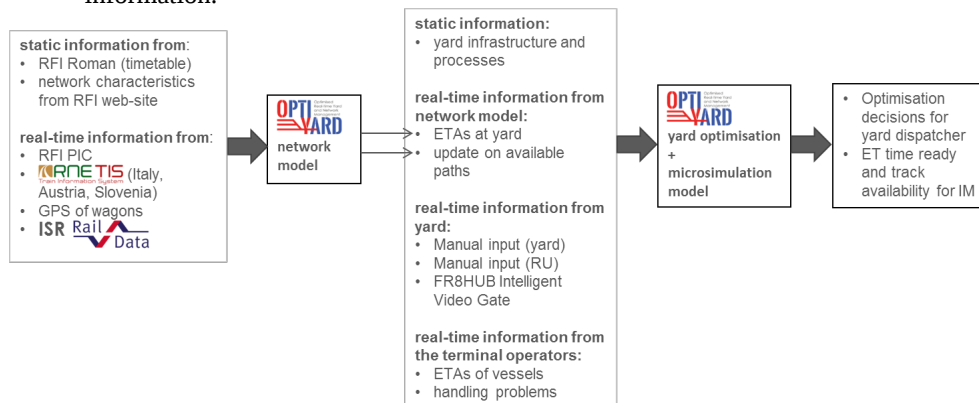 information.
static information from:
• RFI Roman (timetable)
• network characteristics
from RFI web-site
real-time information from:
• RFI PIC
• RNE TIS (Italy,
Train Information System
Austria, Slovenia)
• GPS of wagons
• ISR Rail
Data
OPTI
YARD
network
model
static information:
• yard infrastructure and
processes
real-time information from
network model:
• ETAs at yard
• update on available
paths
real-time information from
yard:
• Manual input (yard)
• Manual input (RU)
• FR8HUB Intelligent
Video Gate
real-time information from
the terminal operators:
• ETAs of vessels
• handling problems
OPTI
YARD
yard optimisation
+
microsimulation
model
• Optimisation
decisions for
yard dispatcher
• ET time ready
and track
availability for IM